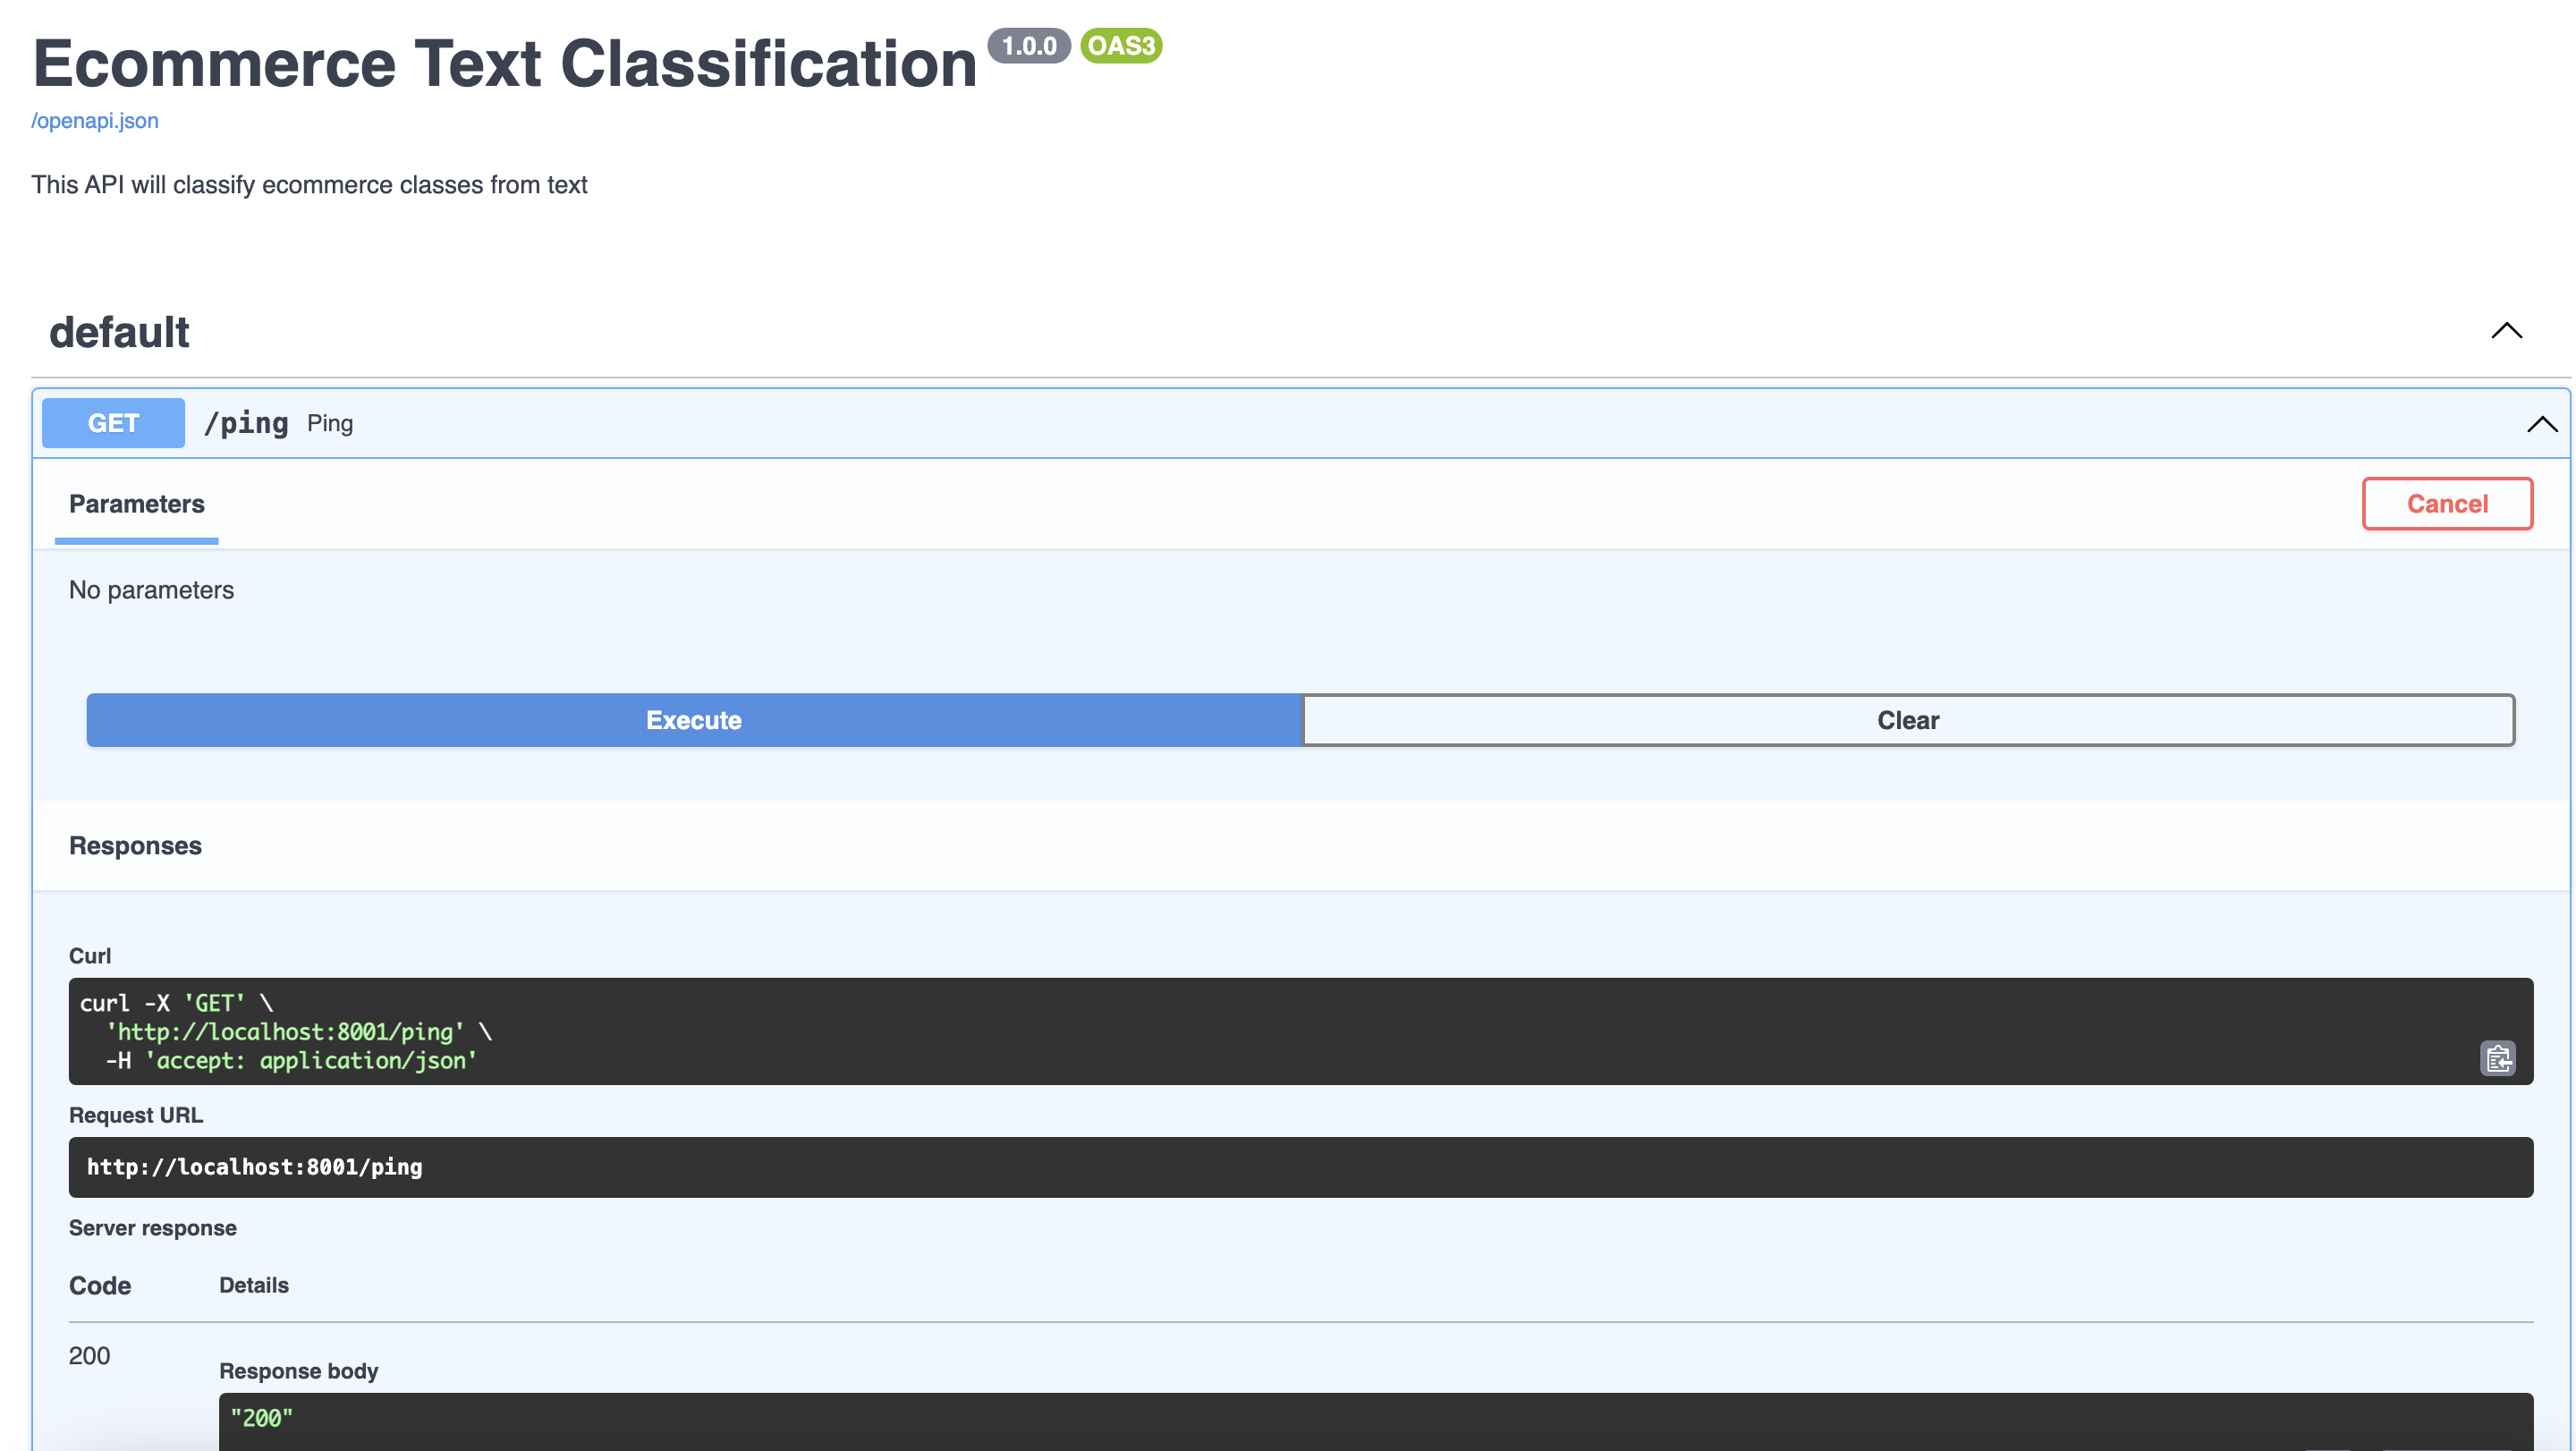 Ecommerce Text Classification 1.0.0 OAS3
/openapi.json
This API will classify ecommerce classes from text
default
GET /ping Ping
Parameters
Cancel
No parameters
Execute
Clear
Responses
Curl
curl -X 'GET' \
  'http://localhost:8001/ping' \
  -H 'accept: application/json'
Request URL
http://localhost:8001/ping
Server response
Code Details
200
Response body
"200"